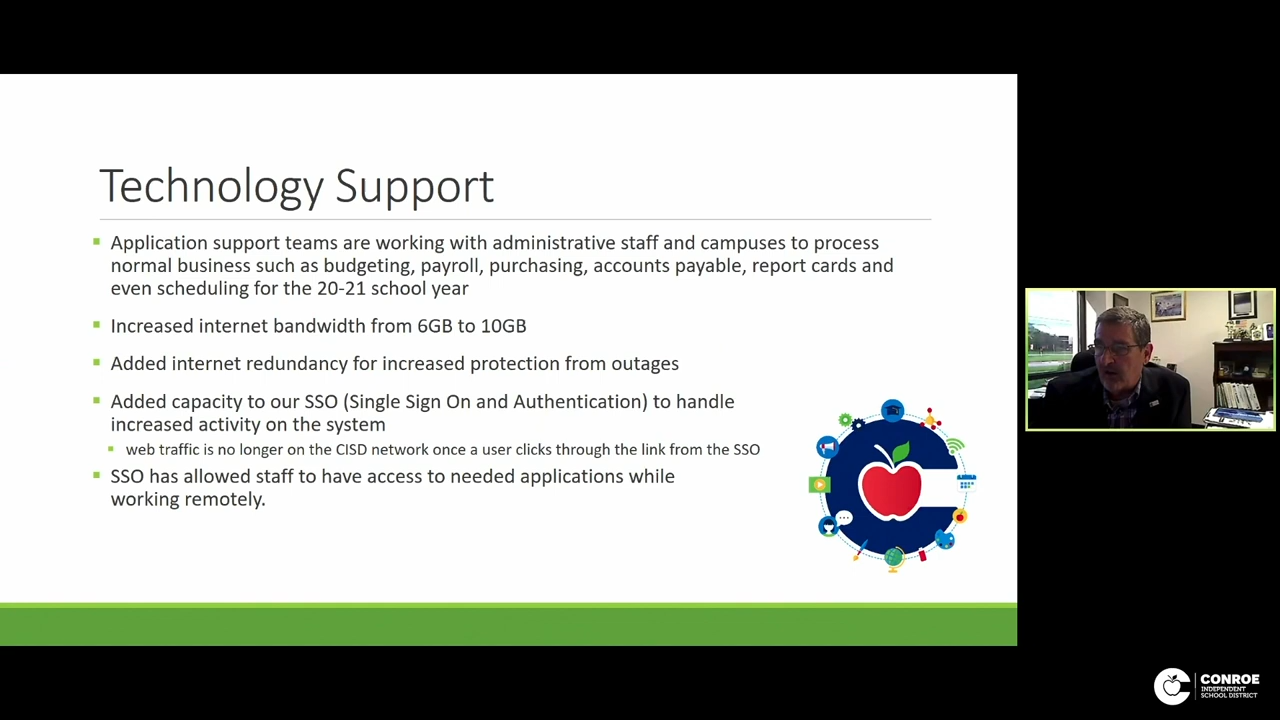 Technology Support
Application support teams are working with administrative staff and campuses to process
normal business such as budgeting, payroll, purchasing, accounts payable, report cards and
even scheduling for the 20-21 school year
Increased internet bandwidth from 6GB to 10GB
Added internet redundancy for increased protection from outages
Added capacity to our SSO (Single Sign On and Authentication) to handle
increased activity on the system
web traffic is no longer on the CISD network once a user clicks through the link from the SSO
SSO has allowed staff to have access to needed applications while
working remotely.
CONROE
INDEPENDENT
SCHOOL DISTRICT